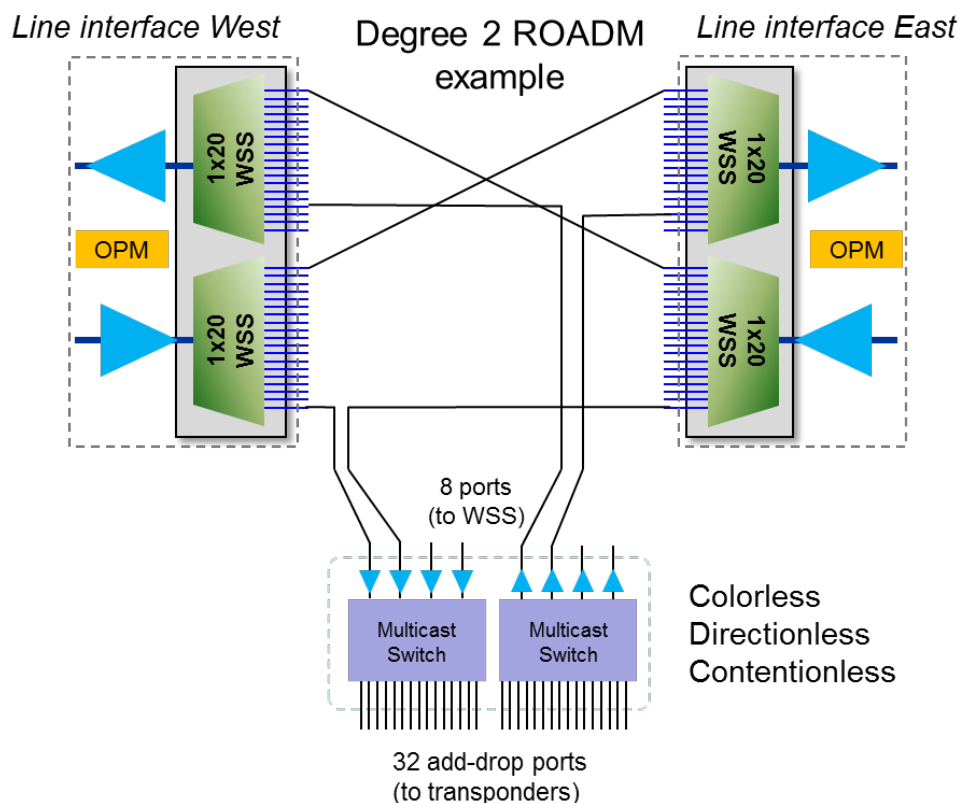 Line interface West
Degree 2 ROADM
example
Line interface East
1x20
WSS
1x20
WSS
OPM
OPM
1x20
WSS
1x20
WSS
8 ports
(to WSS)
Multicast
Switch
Multicast
Switch
Colorless
Directionless
Contentionless
32 add-drop ports
(to transponders)